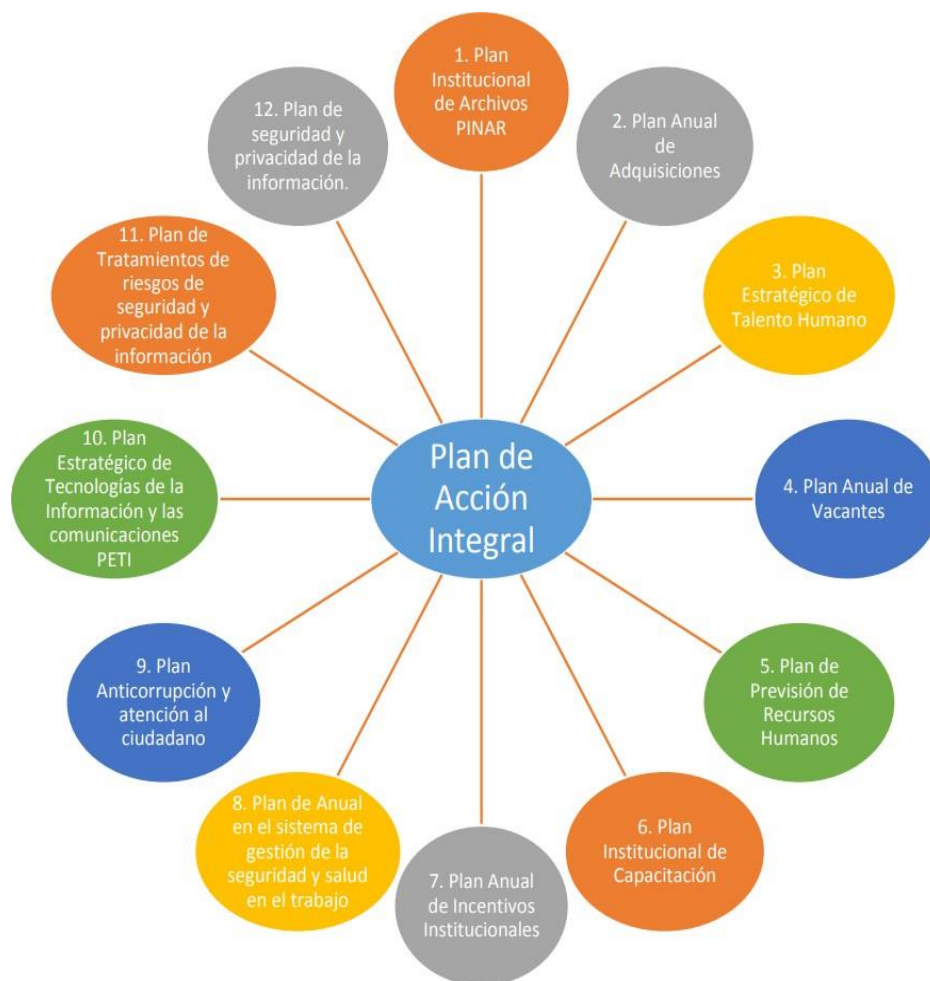 1. Plan
Institucional
de Archivos
PINAR
2. Plan Anual
de
Adquisiciones
3. Plan
Estratégico de
Talento Humano
4. Plan Anual de
Vacantes
5. Plan de
Previsión de
Recursos
Humanos
6. Plan
Institucional de
Capacitación
7. Plan Anual
de Incentivos
Institucionales
8. Plan de Anual
en el sistema de
gestión de la
seguridad y salud
en el trabajo
9. Plan
Anticorrupción y
atención al
ciudadano
10. Plan
Estratégico de
Tecnologías de la
Información y las
comunicaciones
PETI
11. Plan de
Tratamientos de
riesgos de
seguridad y
privacidad de la
información
12. Plan de
seguridad y
privacidad de la
información.
Plan de
Acción
Integral